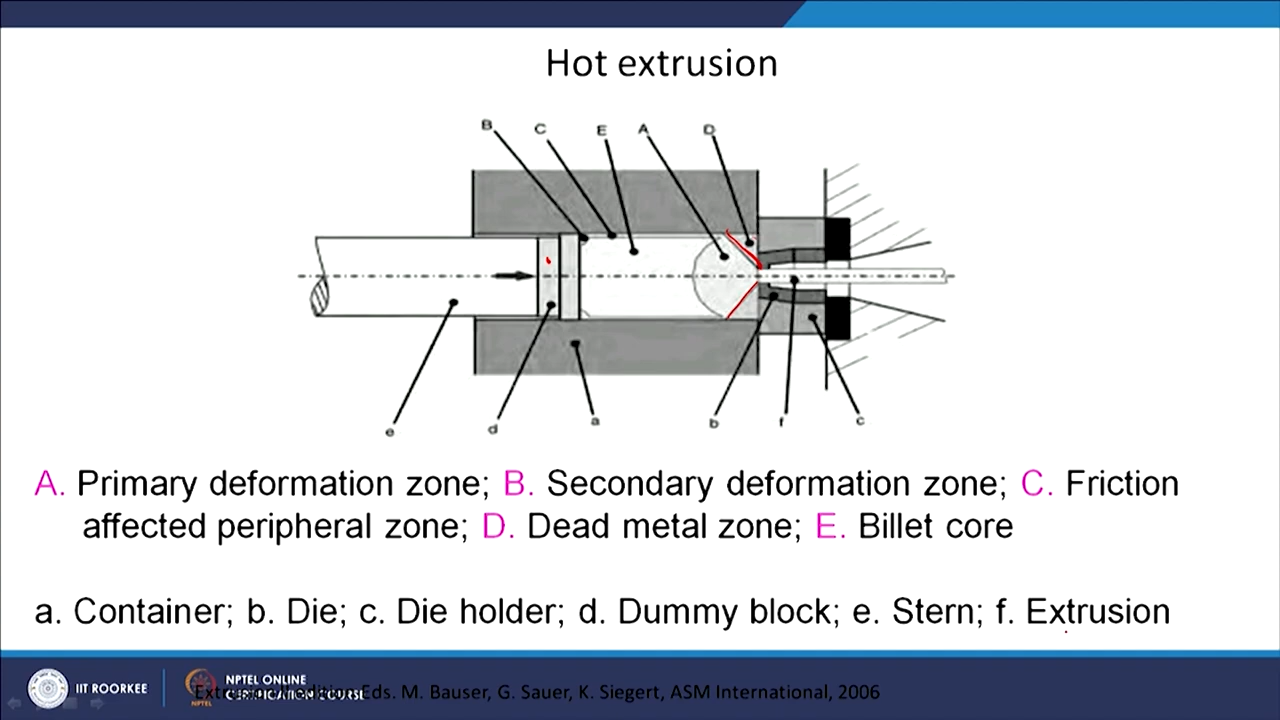 Hot extrusion
B C E A D
e d a b f c
A. Primary deformation zone; B. Secondary deformation zone; C. Friction
affected peripheral zone; D. Dead metal zone; E. Billet core
a. Container; b. Die; c. Die holder; d. Dummy block; e. Stern; f. Extrusion
IIT ROORKEE
NPTEL ONLINE
CERTIFICATION COURSE
NPTEL
Eds. M. Bauser, G. Sauer, K. Siegert, ASM International, 2006